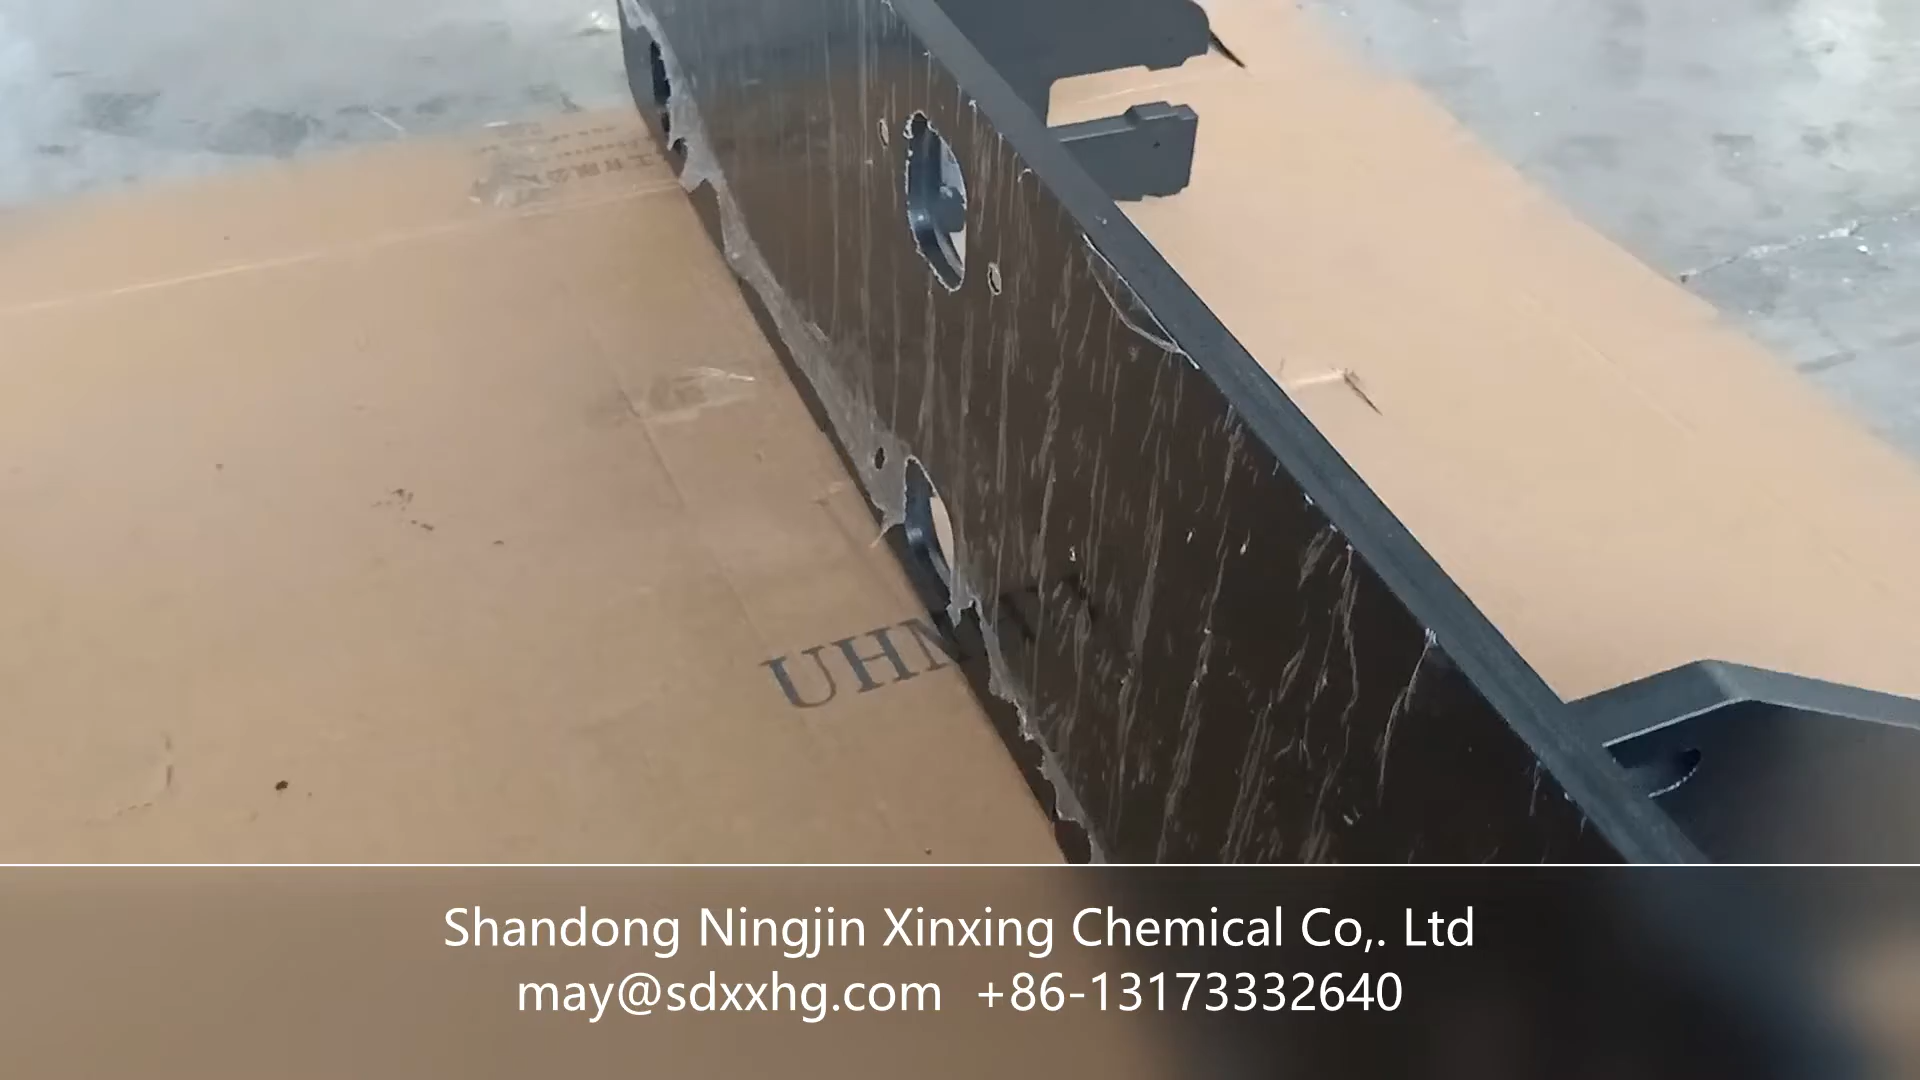 UHM
Shandong Ningjin Xinxing Chemical Co,. Ltd
may@sdxxhg.com +86-13173332640